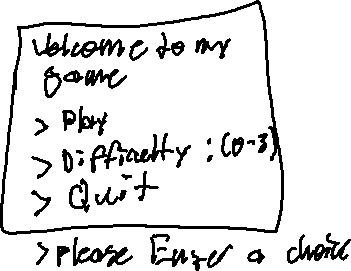 Welcome to my
game
> Play
> Difficulty : (0-3)
> Quit
> please Enter a choice